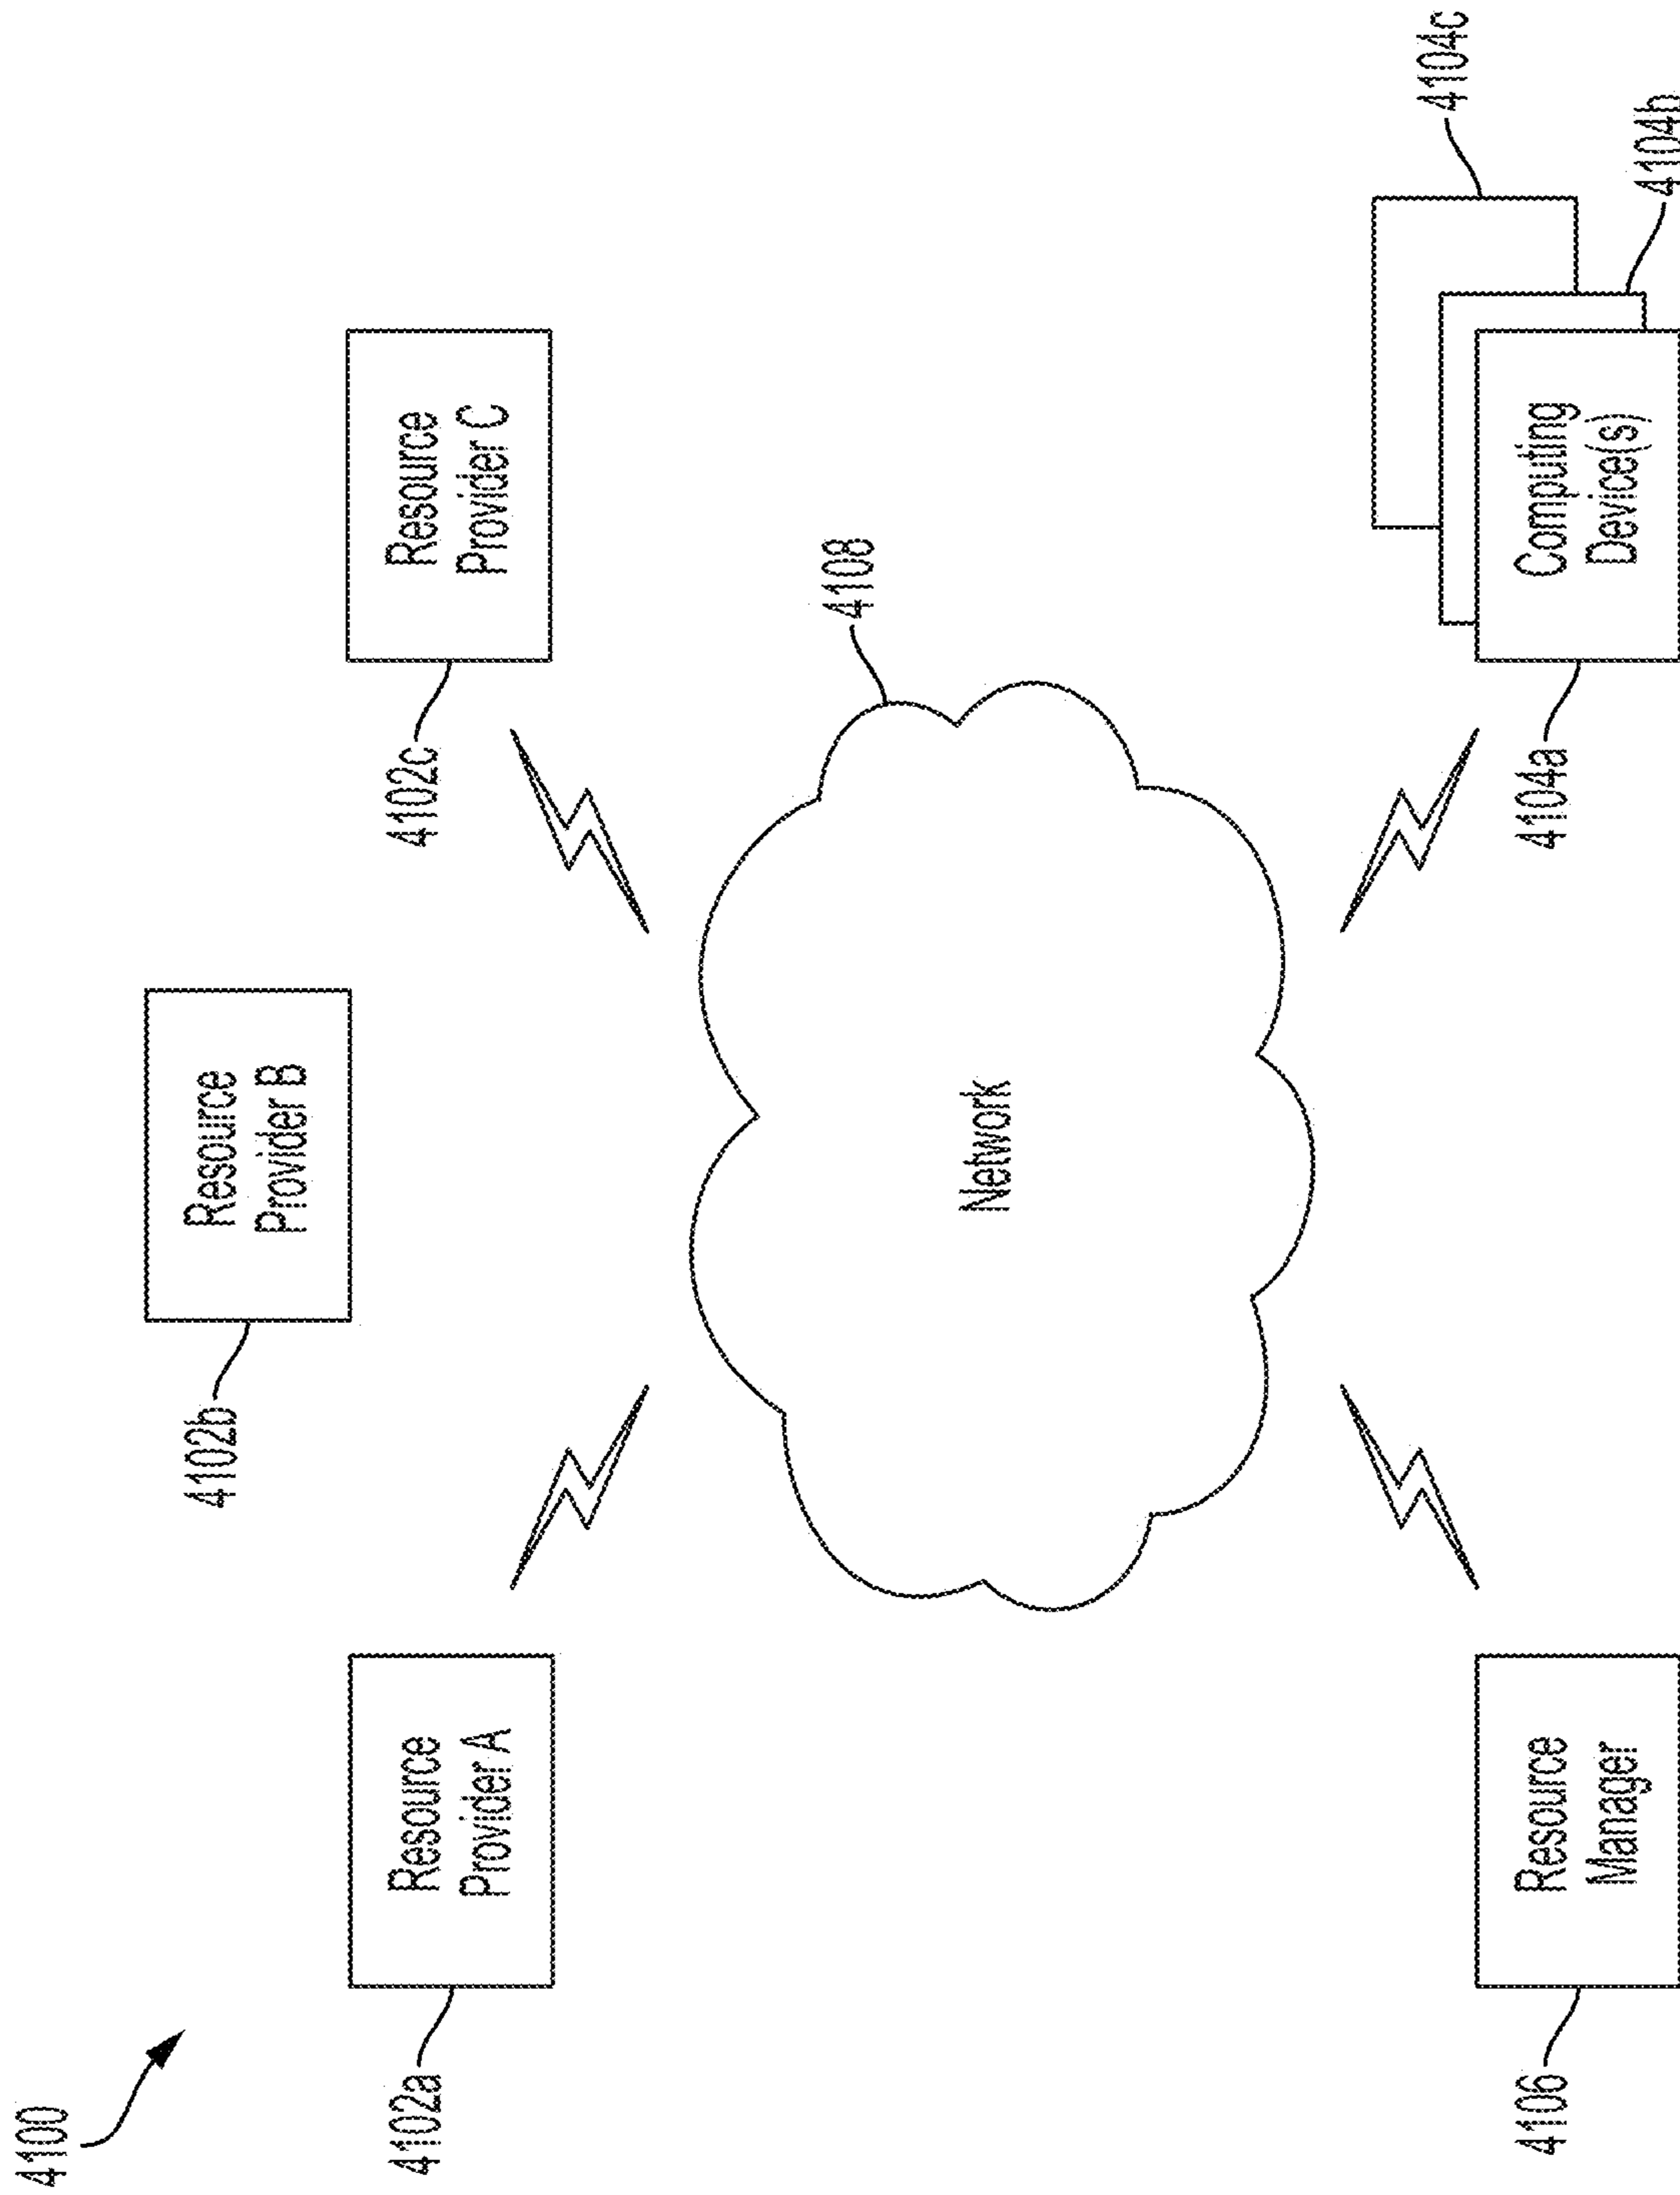 4100
Resource
Provider B
4102b
Resource
Provider A
4102a
Resource
Provider C
4102c
4108
Network
Resource
Manager
4106
Computing
Device(s)
4104a
4104b
4104c